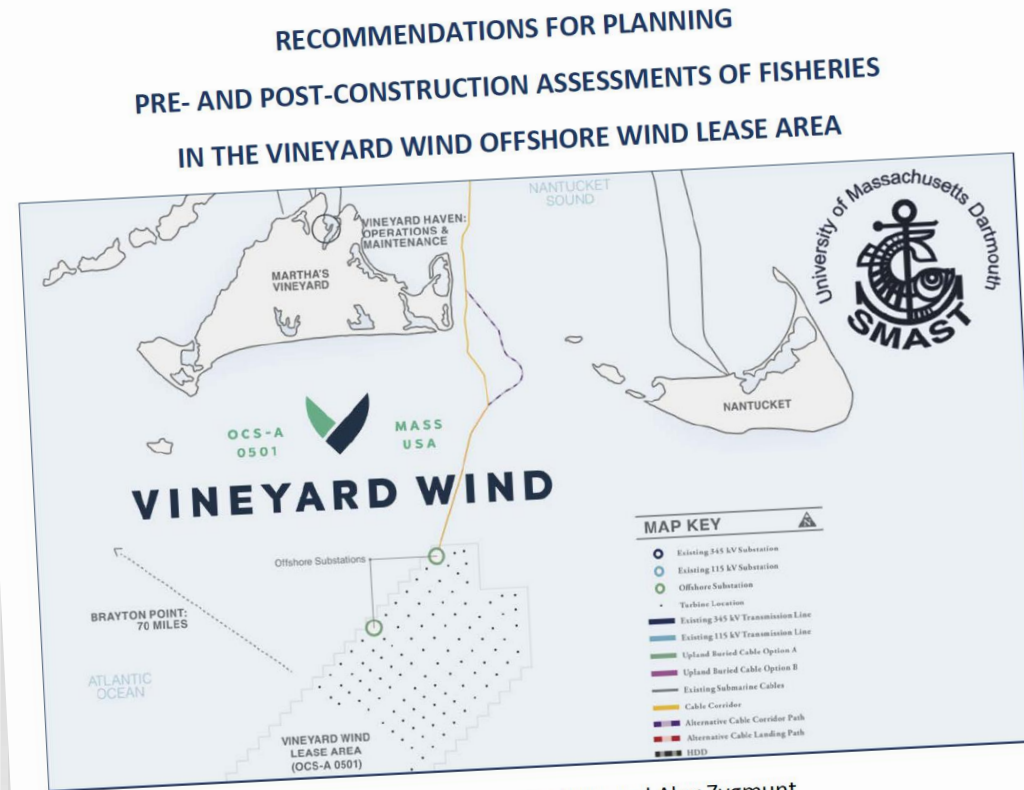 RECOMMENDATIONS FOR PLANNING
PRE- AND POST-CONSTRUCTION ASSESSMENTS OF FISHERIES
IN THE VINEYARD WIND OFFSHORE WIND LEASE AREA
NANTUCKET
SOUND
University of Massachusetts Dartmouth
SMAST
VINEYARD HAVEN:
OPERATIONS &
MAINTENANCE
MARTHA'S
VINEYARD
NANTUCKET
OCS-A
0501
MASS
USA
VINEYARD WIND
Offshore Substations
BRAYTON POINT:
70 MILES
ATLANTIC
OCEAN
VINEYARD WIND
LEASE AREA
(OCS-A 0501)
MAP KEY
N
Existing 345 kV Substation
Existing 115 kV Substation
Offshore Substation
Turbine Location
Existing 345 kV Transmission Line
Existing 115 kV Transmission Line
Upland Buried Cable Option A
Upland Buried Cable Option B
Existing Submarine Cables
Cable Corridor
Alternative Cable Corridor Path
Alternative Cable Landing Path
HDD
Zygmunt